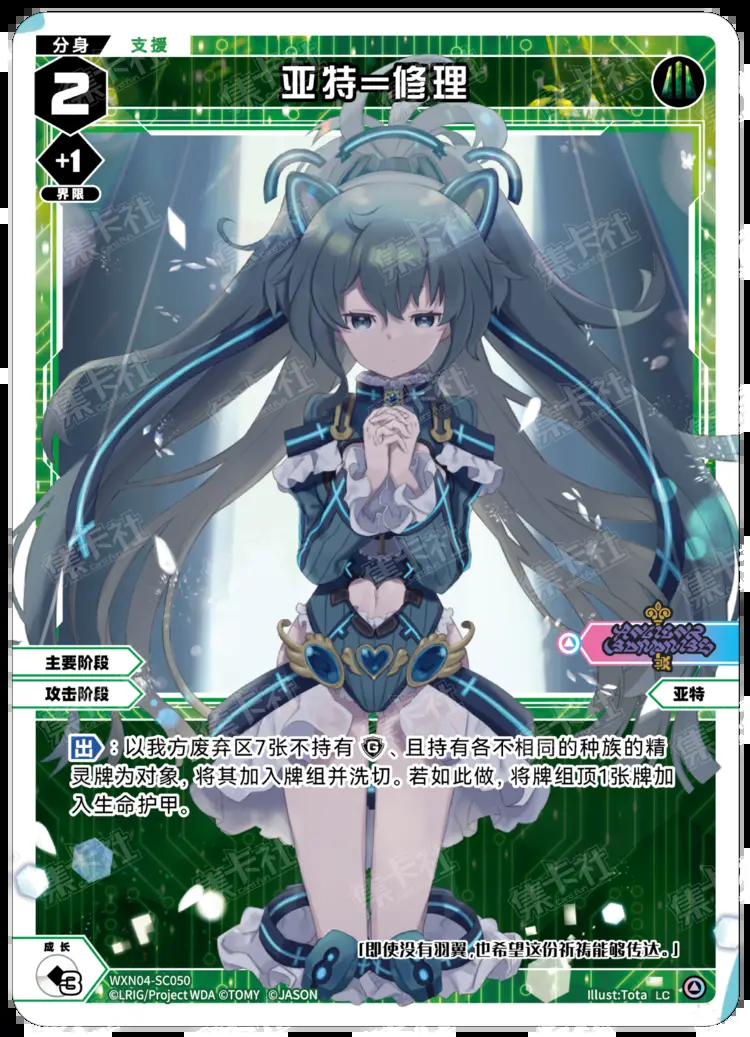 分身 支援
2
亚特=修理
+1
界限
主要阶段
攻击阶段
亚特
出：以我方废弃区7张不持有 G、且持有各不相同的种族的精
灵牌为对象，将其加入牌组并洗切。若如此做，将牌组顶1张牌加
入生命护甲。
「即使没有羽翼，也希望这份祈祷能够传达。」
成长
3
WXN04-SC050
©LRIG/Project WDA ©TOMY ©JASON
Illust:Tota LC
集卡社